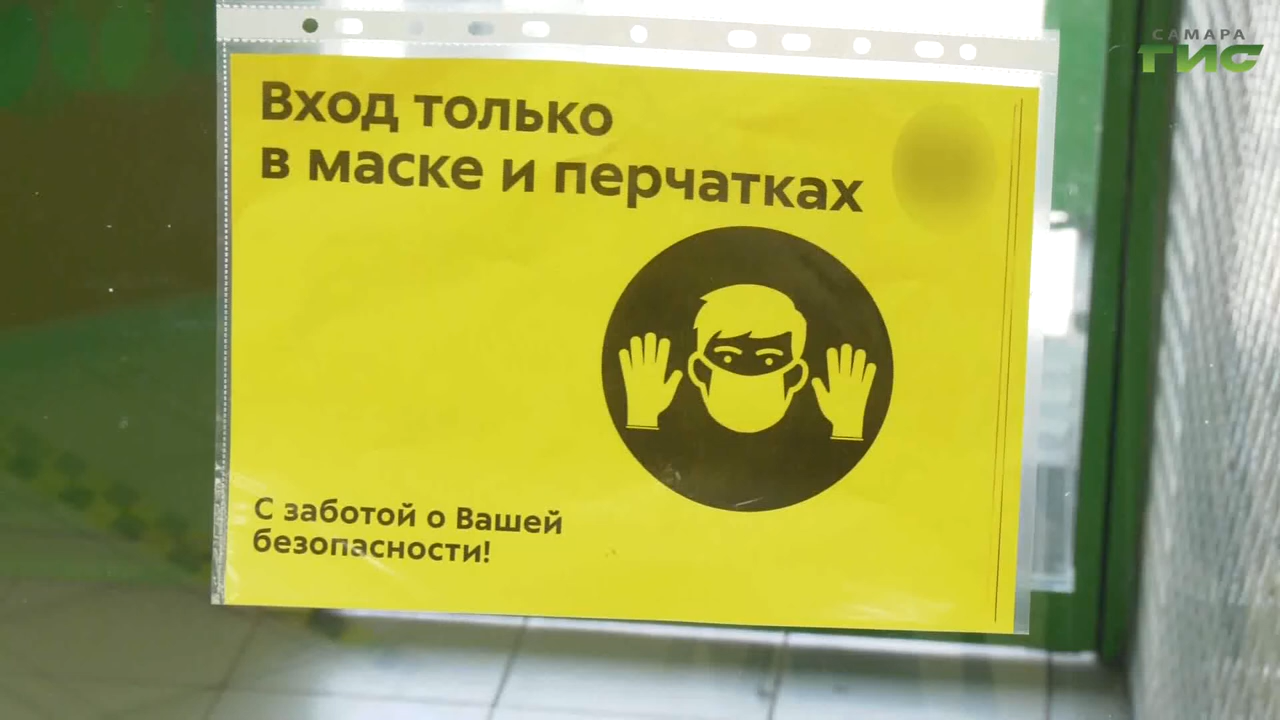 САМАРА
ГИС
Вход только
в маске и перчатках
С заботой о Вашей
безопасности!